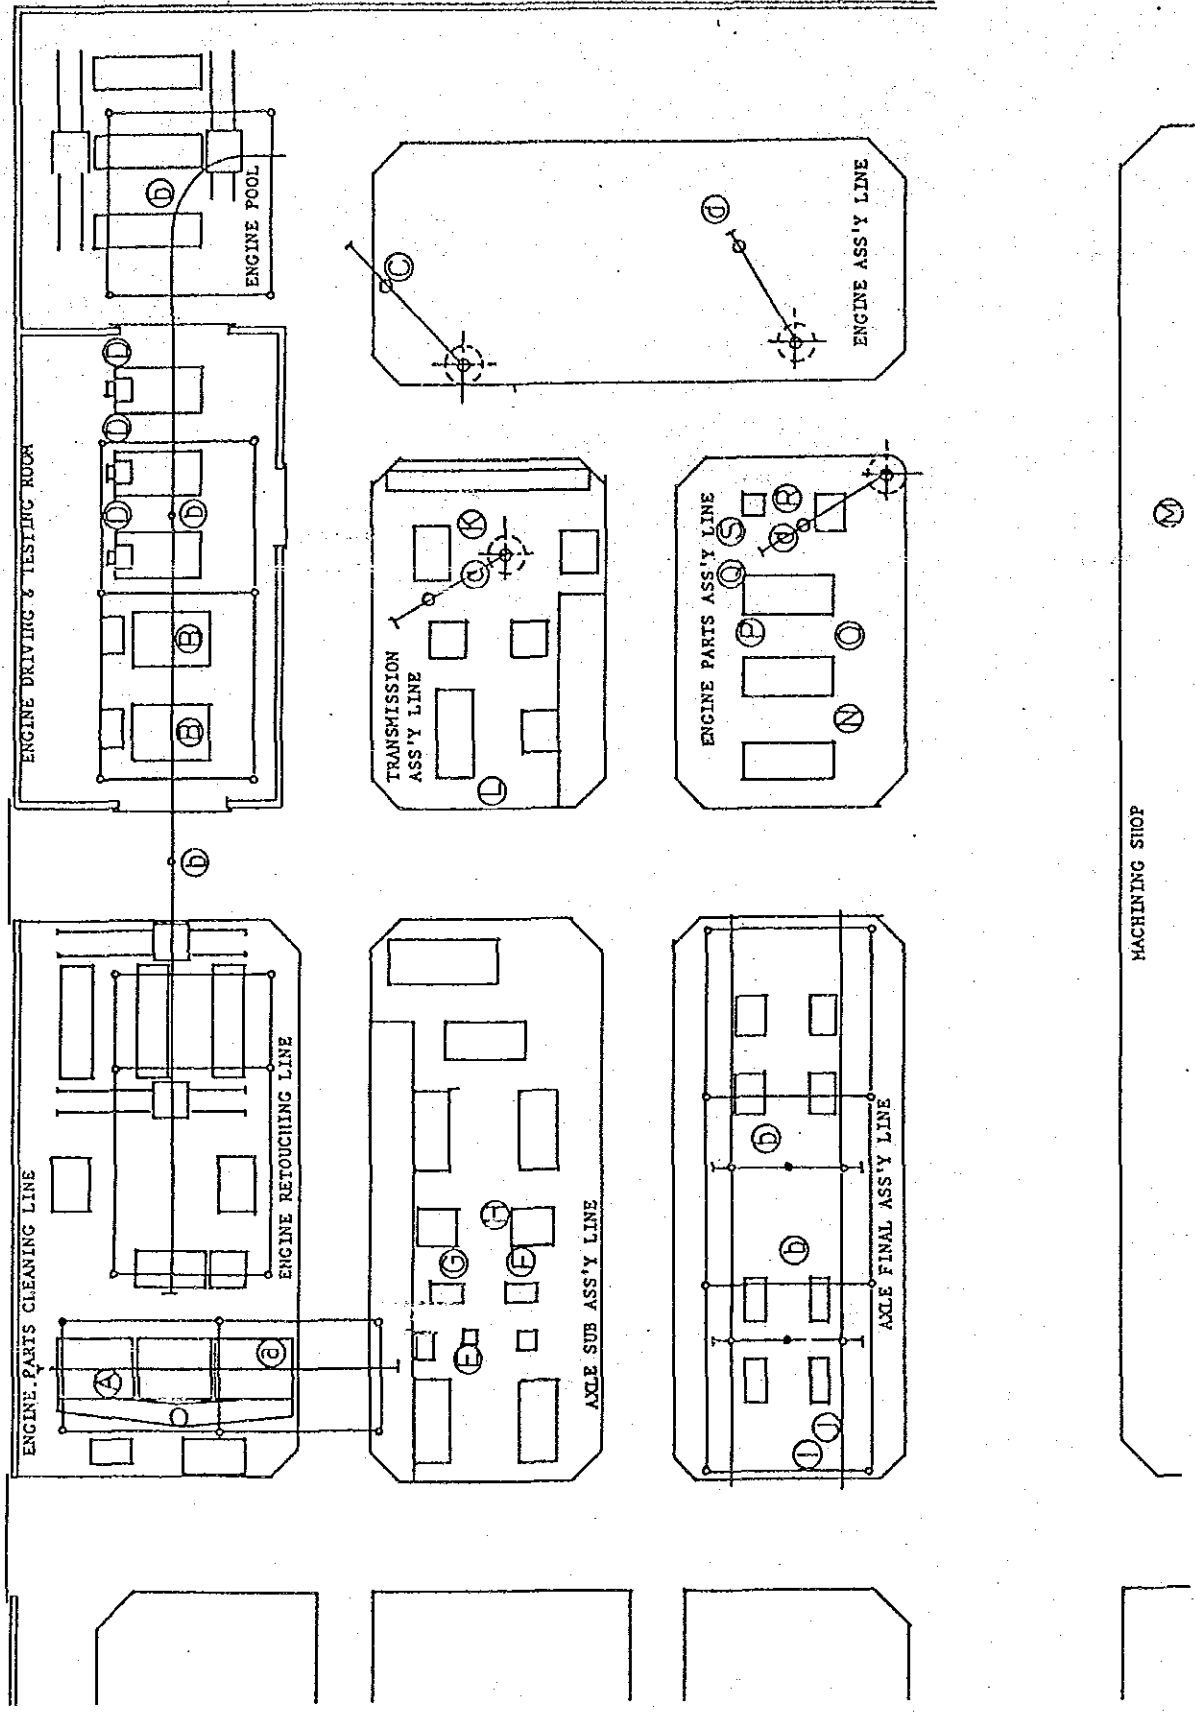 ENGINE PARTS CLEANING LINE
A
a
ENGINE RETOUCHING LINE
b
ENGINE DRIVING & TESTING ROOM
B
B
D
D
D
b
ENGINE POOL
b
AXLE SUB ASS'Y LINE
E
G
F
H
TRANSMISSION
ASS'Y LINE
L
K
C
ENGINE ASS'Y LINE
d
AXLE FINAL ASS'Y LINE
I
J
b
b
ENGINE PARTS ASS'Y LINE
N
O
P
Q
S
R
d
MACHINING SHOP
M